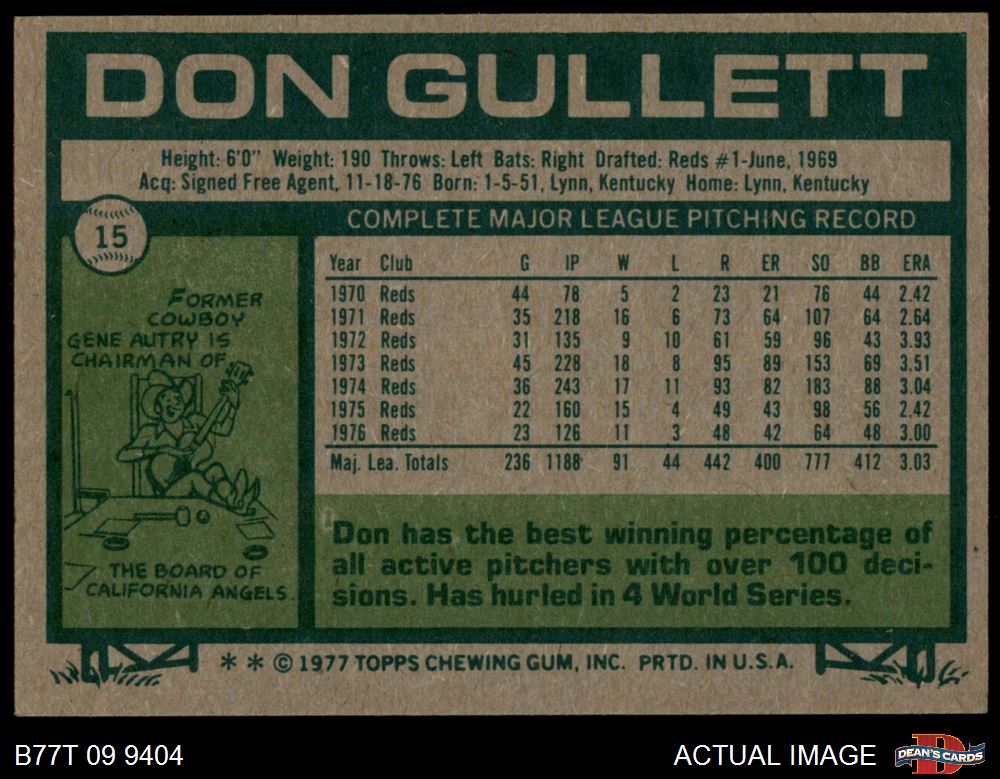 DON GULLETT
Height: 6'0" Weight: 190 Throws: Left Bats: Right Drafted: Reds #1-June, 1969
Acq: Signed Free Agent, 11-18-76 Born: 1-5-51, Lynn, Kentucky Home: Lynn, Kentucky
15
COMPLETE MAJOR LEAGUE PITCHING RECORD
Year Club G IP W L R ER SO BB ERA
1970 Reds 44 78 5 2 23 21 76 44 2.42
1971 Reds 35 218 16 6 73 64 107 64 2.64
1972 Reds 31 135 9 10 61 59 96 43 3.93
1973 Reds 45 228 18 8 95 89 153 69 3.51
1974 Reds 36 243 17 11 93 82 183 88 3.04
1975 Reds 22 160 15 4 49 43 98 56 2.42
1976 Reds 23 126 11 3 48 42 64 48 3.00
Maj. Lea. Totals 236 1188 91 44 442 400 777 412 3.03
FORMER
COWBOY
GENE AUTRY IS
CHAIRMAN OF
THE BOARD OF
CALIFORNIA ANGELS.
Don has the best winning percentage of
all active pitchers with over 100 deci-
sions. Has hurled in 4 World Series.
* * © 1977 TOPPS CHEWING GUM, INC. PRTD. IN U.S.A.
B77T 09 9404
ACTUAL IMAGE
D
DEAN'S CARDS